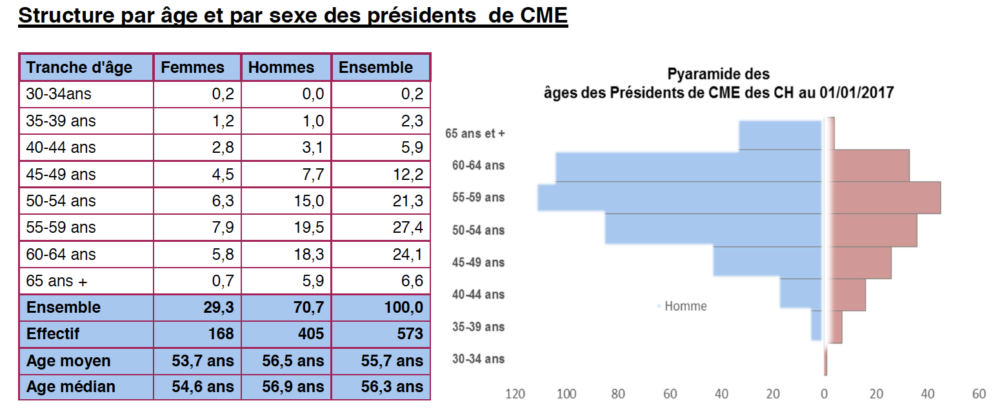 Structure par âge et par sexe des présidents  de CME
Tranche d'âge Femmes Hommes Ensemble
30-34ans 0,2 0,0 0,2
35-39 ans 1,2 1,0 2,3
40-44 ans 2,8 3,1 5,9
45-49 ans 4,5 7,7 12,2
50-54 ans 6,3 15,0 21,3
55-59 ans 7,9 19,5 27,4
60-64 ans 5,8 18,3 24,1
65 ans + 0,7 5,9 6,6
Ensemble 29,3 70,7 100,0
Effectif 168 405 573
Age moyen 53,7 ans 56,5 ans 55,7 ans
Age médian 54,6 ans 56,9 ans 56,3 ans
Pyaramide des
âges des Présidents de CME des CH au 01/01/2017
65 ans et +
60-64 ans
55-59 ans
50-54 ans
45-49 ans
40-44 ans
Homme
35-39 ans
30-34 ans
120 100 80 60 40 20 0 20 40 60